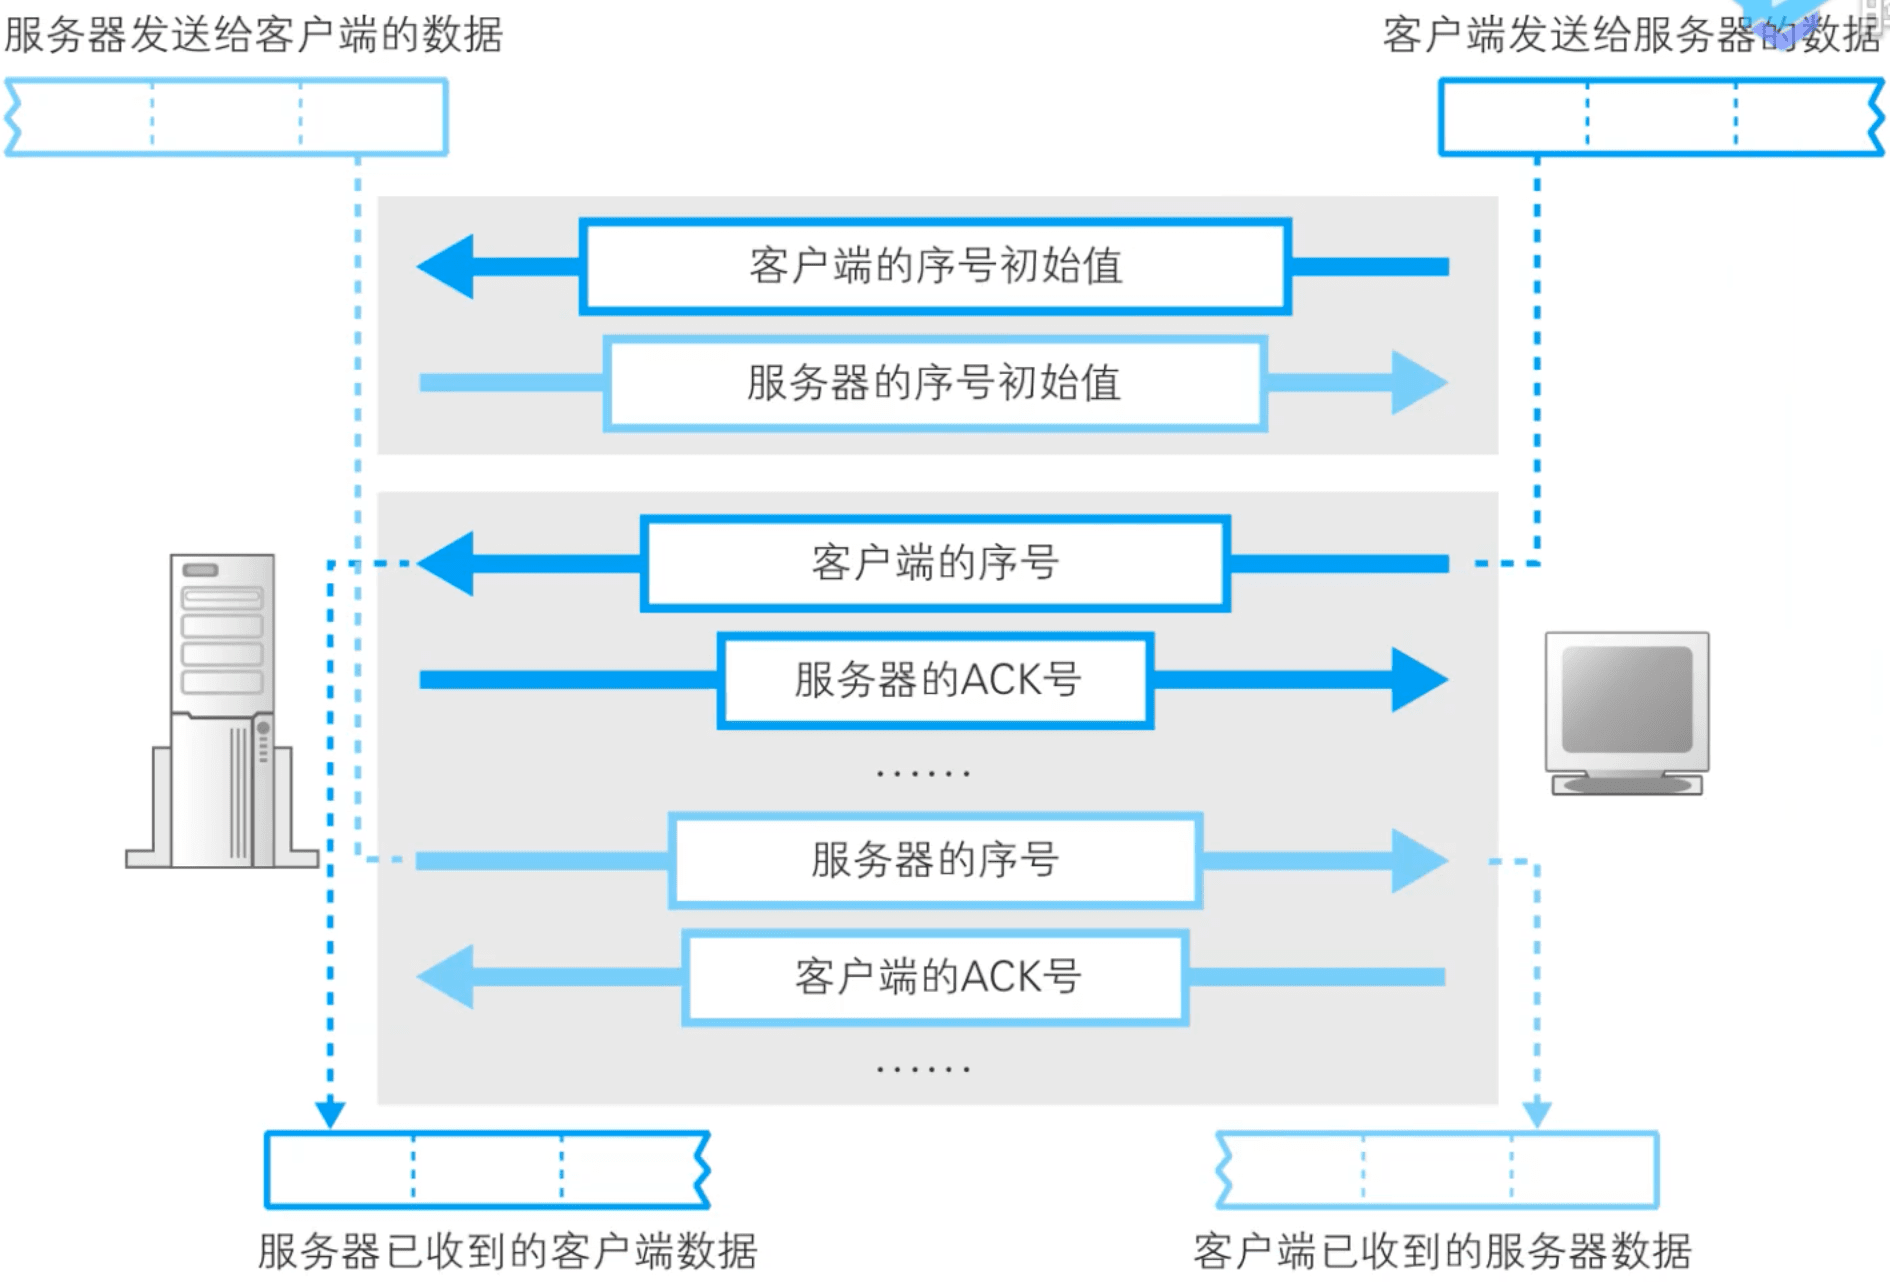 服务器发送给客户端的数据
客户端发送给服务器的数据
客户端的序号初始值
服务器的序号初始值
客户端的序号
服务器的ACK号
······
服务器的序号
客户端的ACK号
······
服务器已收到的客户端数据
客户端已收到的服务器数据